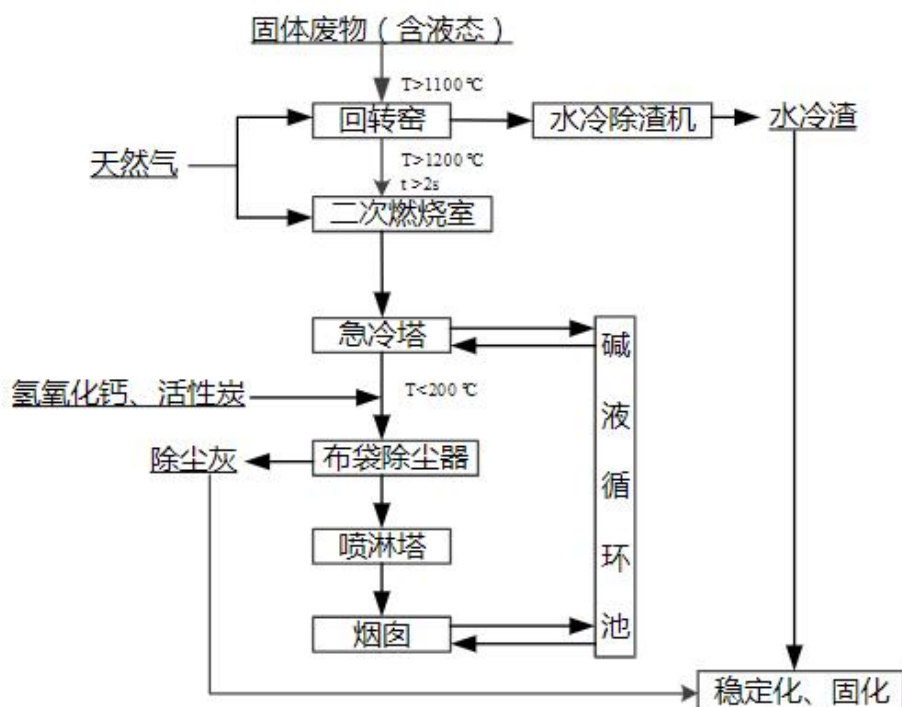 固体废物（含液态）
T>1100℃
回转窑
水冷除渣机
水冷渣
天然气
T>1200℃
t>2s
二次燃烧室
急冷塔
碱液循环池
氢氧化钙、活性炭
T<200℃
除尘灰
布袋除尘器
喷淋塔
烟囱
稳定化、固化